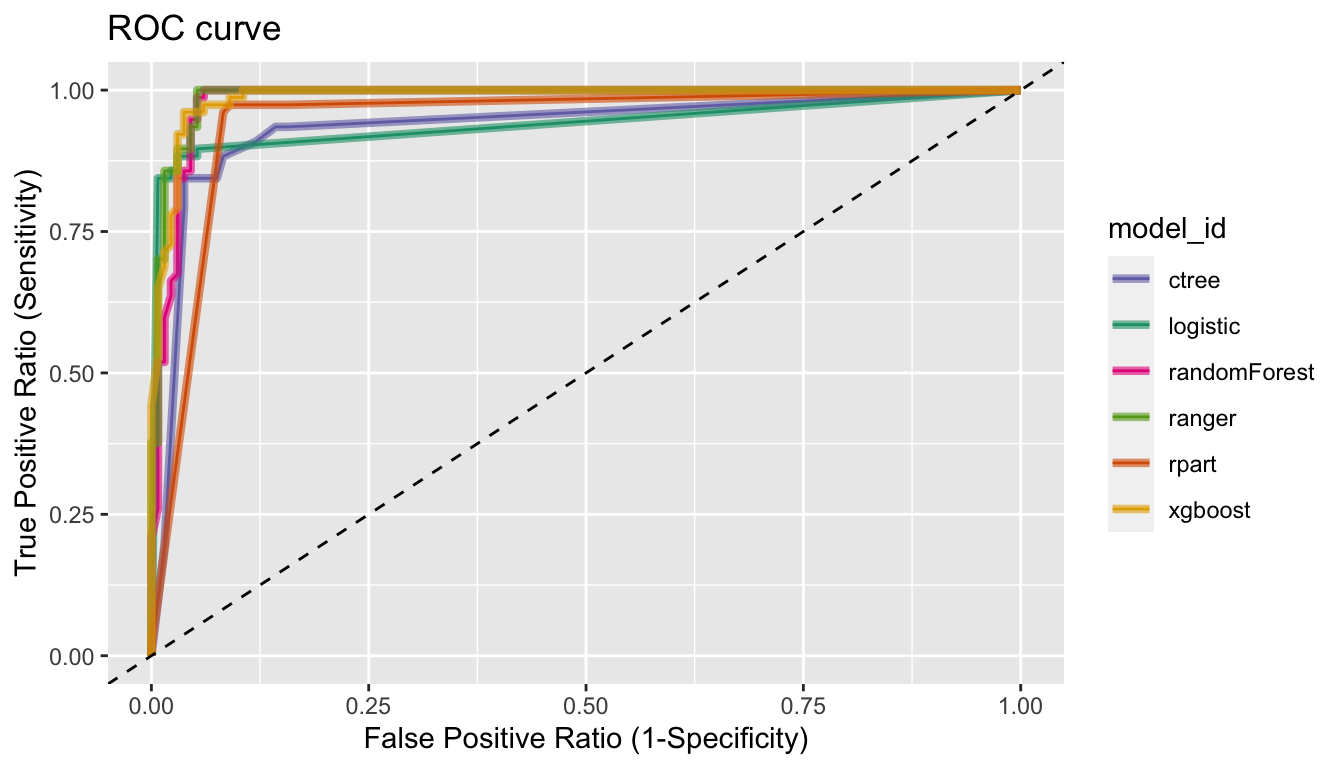 ROC curve
True Positive Ratio (Sensitivity)
1.00
0.75
0.50
0.25
0.00
0.00 0.25 0.50 0.75 1.00
False Positive Ratio (1-Specificity)
model_id
ctree
logistic
randomForest
ranger
rpart
xgboost